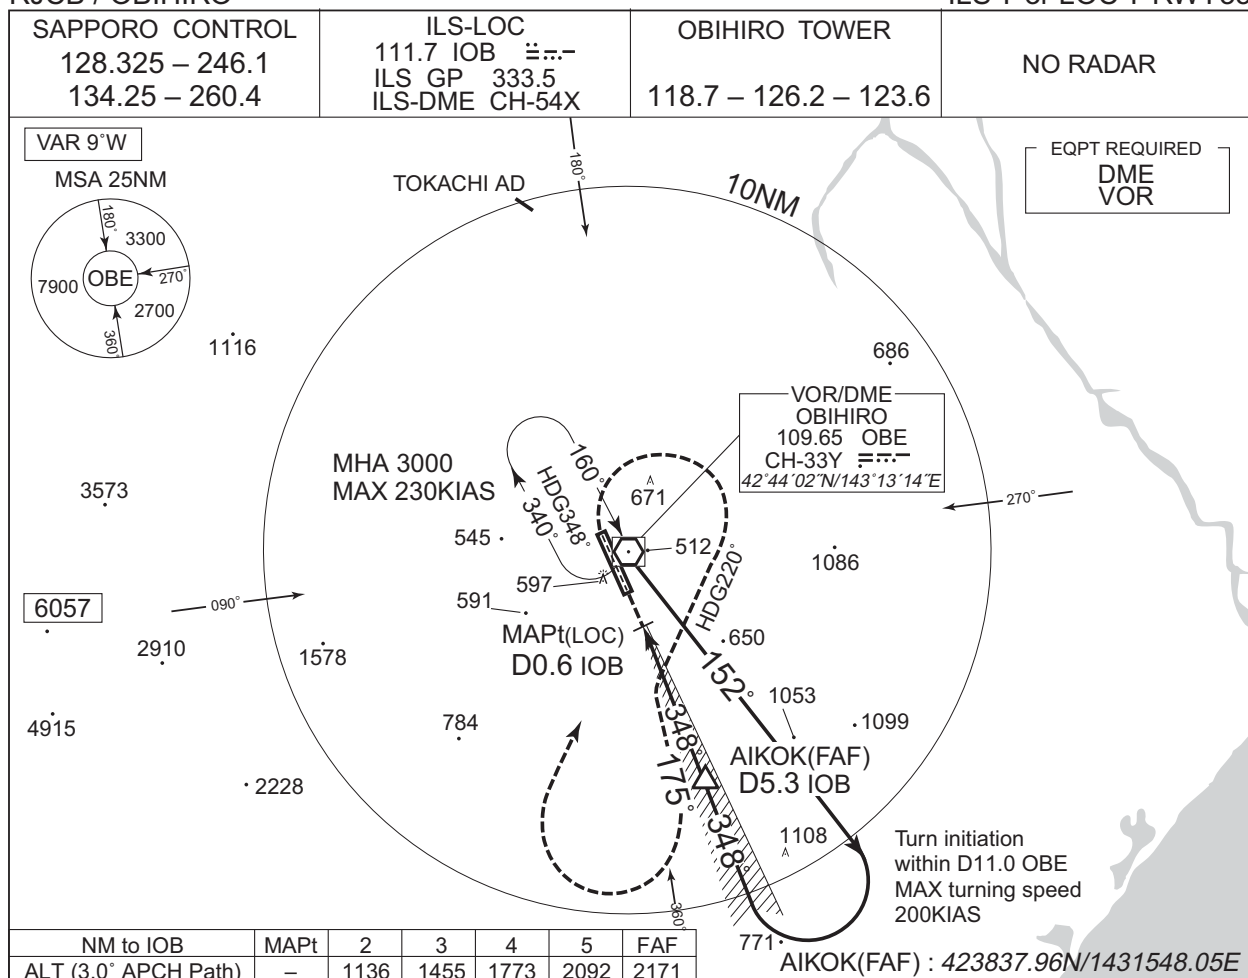 RJCB / OBIHIRO
SAPPORO CONTROL
128.325 – 246.1
134.25 – 260.4
ILS-LOC
111.7 IOB
ILS GP 333.5
ILS-DME CH-54X
OBIHIRO TOWER
118.7 – 126.2 – 123.6
NO RADAR
VAR 9°W
MSA 25NM
180°
3300
OBE
7900
270°
2700
360°
EQPT REQUIRED
DME
VOR
180°
TOKACHI AD
10NM
1116
686
VOR/DME
OBIHIRO
109.65 OBE
CH-33Y
42°44′02″N/143°13′14″E
MHA 3000
MAX 230KIAS
160°
HDG348°
340°
671
3573
270°
545
512
1086
597
HDG220°
6057
090°
591
MAPt(LOC)
D0.6 IOB
650
2910
1578
152°
1053
4915
784
1099
348°
175°
AIKOK(FAF)
D5.3 IOB
2228
348°
1108
Turn initiation
within D11.0 OBE
MAX turning speed
200KIAS
360°
771
AIKOK(FAF) : 423837.96N/1431548.05E
NM to IOB MAPt 2 3 4 5 FAF
ALT (3.0° APCH Path) – 1136 1455 1773 2092 2171